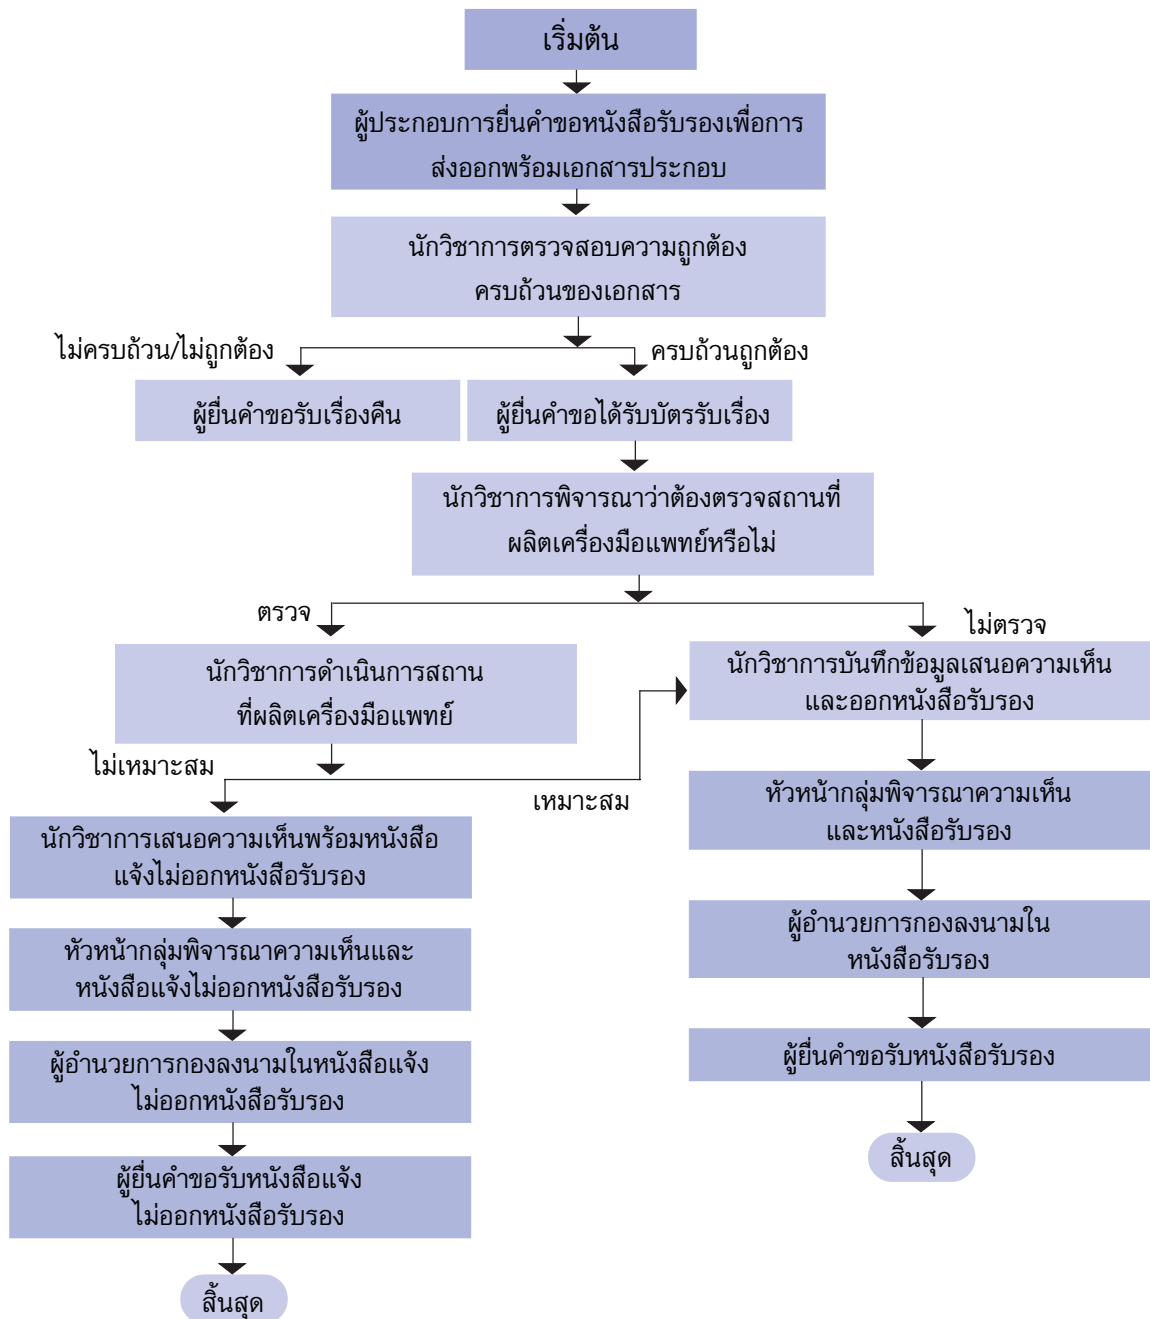 เริ่มต้น
ผู้ประกอบการยื่นคำขอหนังสือรับรองเพื่อการ
ส่งออกพร้อมเอกสารประกอบ
นักวิชาการตรวจสอบความถูกต้อง
ครบถ้วนของเอกสาร
ไม่ครบถ้วน/ไม่ถูกต้อง
ครบถ้วนถูกต้อง
ผู้ยื่นคำขอรับเรื่องคืน
ผู้ยื่นคำขอได้รับบัตรรับเรื่อง
นักวิชาการพิจารณาว่าต้องตรวจสถานที่
ผลิตเครื่องมือแพทย์หรือไม่
ตรวจ
ไม่ตรวจ
นักวิชาการดำเนินการสถาน
ที่ผลิตเครื่องมือแพทย์
นักวิชาการบันทึกข้อมูลเสนอความเห็น
และออกหนังสือรับรอง
ไม่เหมาะสม
เหมาะสม
หัวหน้ากลุ่มพิจารณาความเห็น
และหนังสือรับรอง
นักวิชาการเสนอความเห็นพร้อมหนังสือ
แจ้งไม่ออกหนังสือรับรอง
ผู้อำนวยการกองลงนามใน
หนังสือรับรอง
หัวหน้ากลุ่มพิจารณาความเห็นและ
หนังสือแจ้งไม่ออกหนังสือรับรอง
ผู้ยื่นคำขอรับหนังสือรับรอง
ผู้อำนวยการกองลงนามในหนังสือแจ้ง
ไม่ออกหนังสือรับรอง
สิ้นสุด
ผู้ยื่นคำขอรับหนังสือแจ้ง
ไม่ออกหนังสือรับรอง
สิ้นสุด